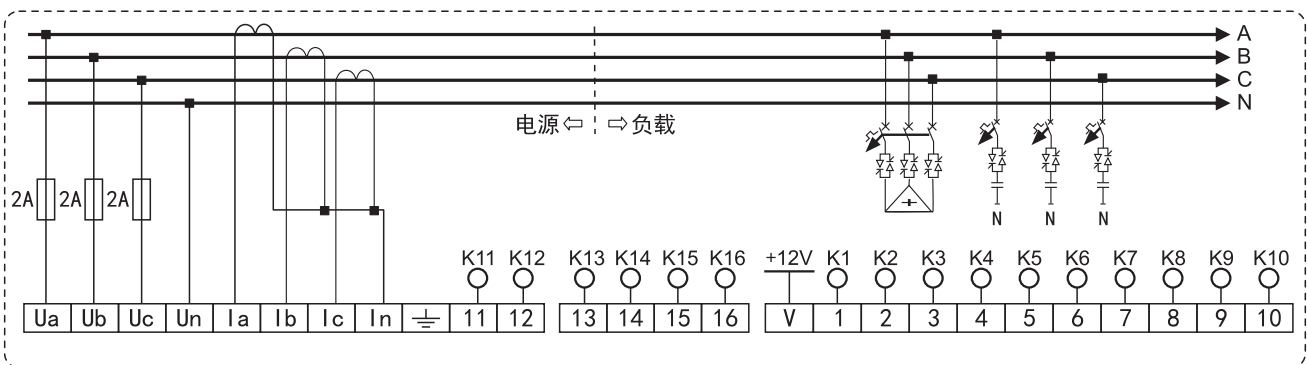 A
B
C
N
电源 负载
2A 2A 2A
N N N
K11 K12 K13 K14 K15 K16 +12V K1 K2 K3 K4 K5 K6 K7 K8 K9 K10
Ua Ub Uc Un Ia Ib Ic In 11 12 13 14 15 16 V 1 2 3 4 5 6 7 8 9 10